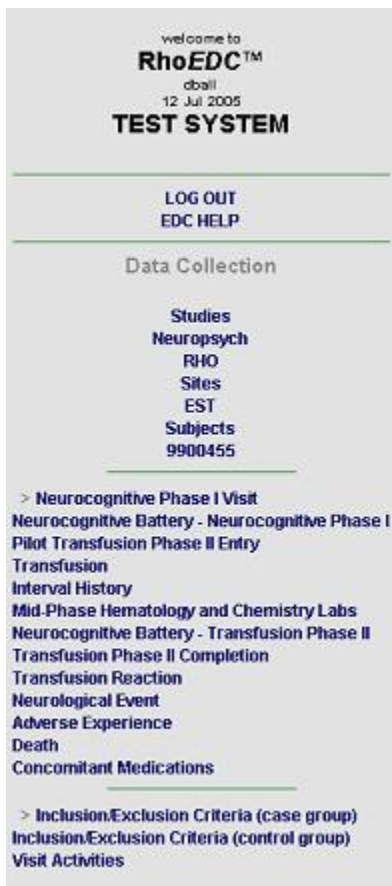 welcome to
RhoEDC™
dball
12 Jul 2005
TEST SYSTEM
LOG OUT
EDC HELP
Data Collection
Studies
Neuropsych
RHO
Sites
EST
Subjects
9900455
> Neurocognitive Phase I Visit
Neurocognitive Battery - Neurocognitive Phase I
Pilot Transfusion Phase II Entry
Transfusion
Interval History
Mid-Phase Hematology and Chemistry Labs
Neurocognitive Battery - Transfusion Phase II
Transfusion Phase II Completion
Transfusion Reaction
Neurological Event
Adverse Experience
Death
Concomitant Medications
> Inclusion/Exclusion Criteria (case group)
Inclusion/Exclusion Criteria (control group)
Visit Activities